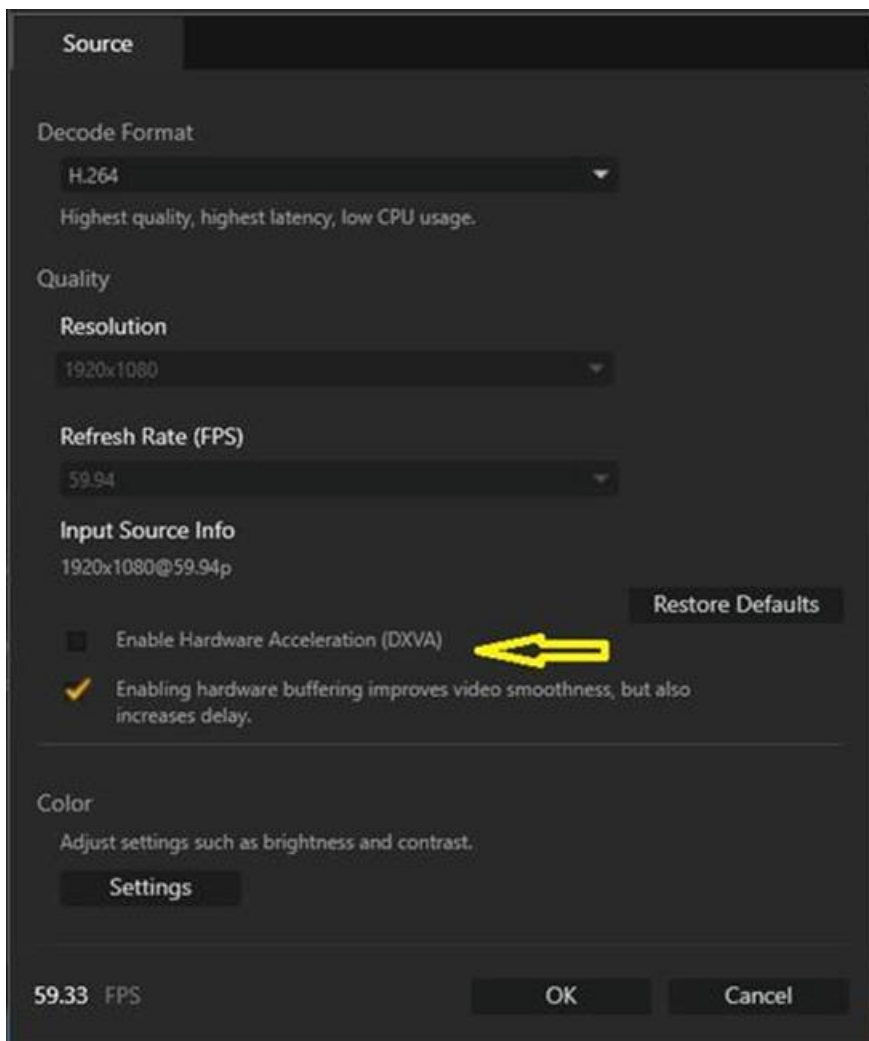 Source
Decode Format
H.264
Highest quality, highest latency, low CPU usage.
Quality
Resolution
1920x1080
Refresh Rate (FPS)
59.94
Input Source Info
1920x1080@59.94p
Restore Defaults
Enable Hardware Acceleration (DXVA)
Enabling hardware buffering improves video smoothness, but also
increases delay.
Color
Adjust settings such as brightness and contrast.
Settings
59.33 FPS
OK
Cancel